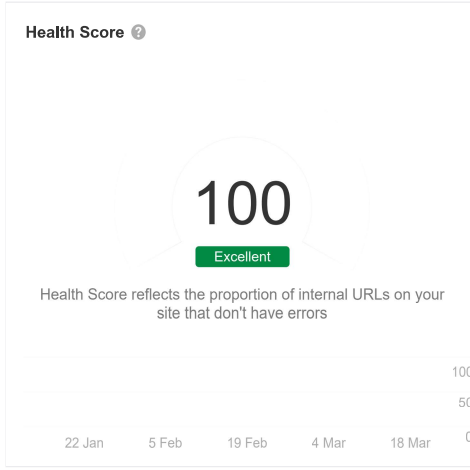 Health Score ?
100
Excellent
Health Score reflects the proportion of internal URLs on your
site that don't have errors
100
50
0
22 Jan 5 Feb 19 Feb 4 Mar 18 Mar